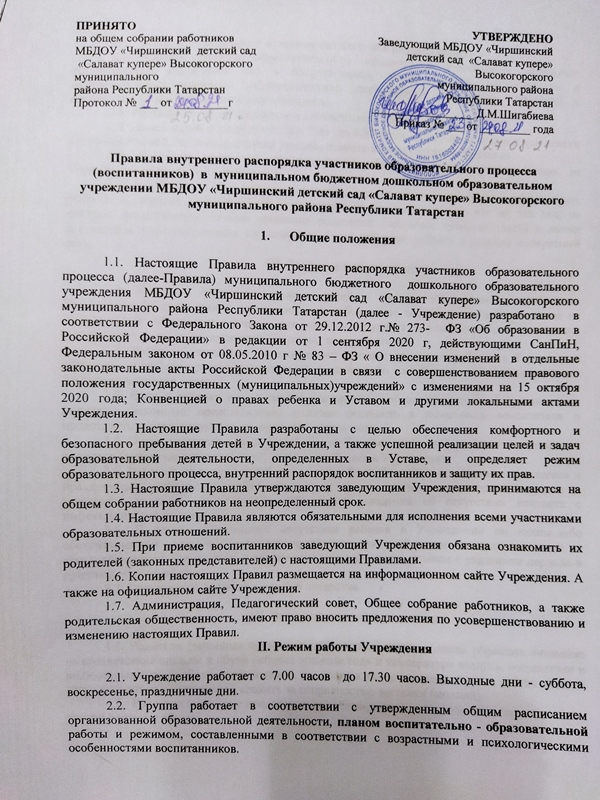 ПРИНЯТО
на общем собрании работников
МБДОУ «Чиршинский детский сад
«Салават купере» Высокогорского
муниципального
района Республики Татарстан
Протокол № 1 от г
25 08 21 г.
УТВЕРЖДЕНО
Заведующий МБДОУ «Чиршинский
детский сад «Салават купере»
Высокогорского
муниципального района
Республики Татарстан
Д.М.Шигабиева
Приказ № от года
27 08 21
Правила внутреннего распорядка участников образовательного процесса
(воспитанников) в муниципальном бюджетном дошкольном образовательном
учреждении МБДОУ «Чиршинский детский сад «Салават купере» Высокогорского
муниципального района Республики Татарстан
1. Общие положения
1.1. Настоящие Правила внутреннего распорядка участников образовательного
процесса (далее-Правила) муниципального бюджетного дошкольного образовательного
учреждения МБДОУ «Чиршинский детский сад «Салават купере» Высокогорского
муниципального района Республики Татарстан (далее - Учреждение) разработано в
соответствии с Федерального Закона от 29.12.2012 г.№ 273- ФЗ «Об образовании в
Российской Федерации» в редакции от 1 сентября 2020 г, действующими СанПиН,
Федеральным законом от 08.05.2010 г № 83 – ФЗ « О внесении изменений в отдельные
законодательные акты Российской Федерации в связи с совершенствованием правового
положения государственных (муниципальных)учреждений» с изменениями на 15 октября
2020 года; Конвенцией о правах ребенка и Уставом и другими локальными актами
Учреждения.
1.2. Настоящие Правила разработаны с целью обеспечения комфортного и
безопасного пребывания детей в Учреждении, а также успешной реализации целей и задач
образовательной деятельности, определенных в Уставе, и определяет режим
образовательного процесса, внутренний распорядок воспитанников и защиту их прав.
1.3. Настоящие Правила утверждаются заведующим Учреждения, принимаются на
общем собрании работников на неопределенный срок.
1.4. Настоящие Правила являются обязательными для исполнения всеми участниками
образовательных отношений.
1.5. При приеме воспитанников заведующий Учреждения обязана ознакомить их
родителей (законных представителей) с настоящими Правилами.
1.6. Копии настоящих Правил размещается на информационном сайте Учреждения. А
также на официальном сайте Учреждения.
1.7. Администрация, Педагогический совет, Общее собрание работников, а также
родительская общественность, имеют право вносить предложения по усовершенствованию и
изменению настоящих Правил.
II. Режим работы Учреждения
2.1. Учреждение работает с 7.00 часов до 17.30 часов. Выходные дни - суббота,
воскресенье, праздничные дни.
2.2. Группа работает в соответствии с утвержденным общим расписанием
организованной образовательной деятельности, планом воспитательно - образовательной
работы и режимом, составленными в соответствии с возрастными и психологическими
особенностями воспитанников.